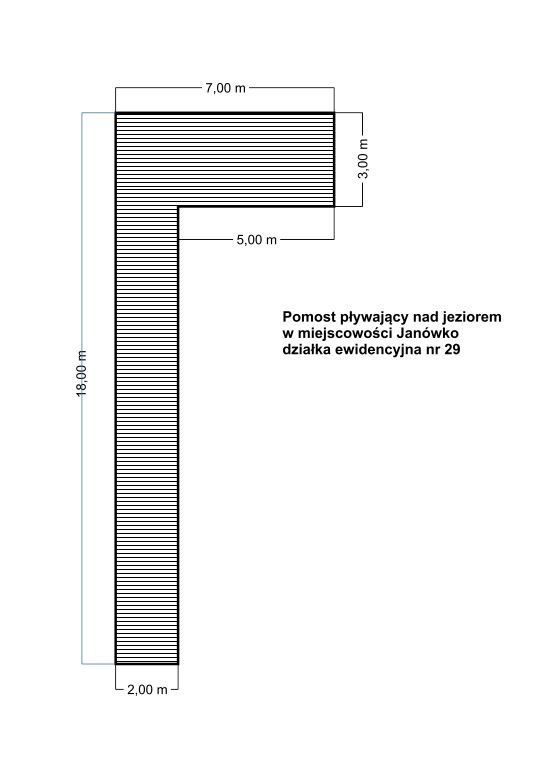 7,00 m
3,00 m
5,00 m
Pomost pływający nad jeziorem
w miejscowości Janówko
działka ewidencyjna nr 29
18,00 m
2,00 m